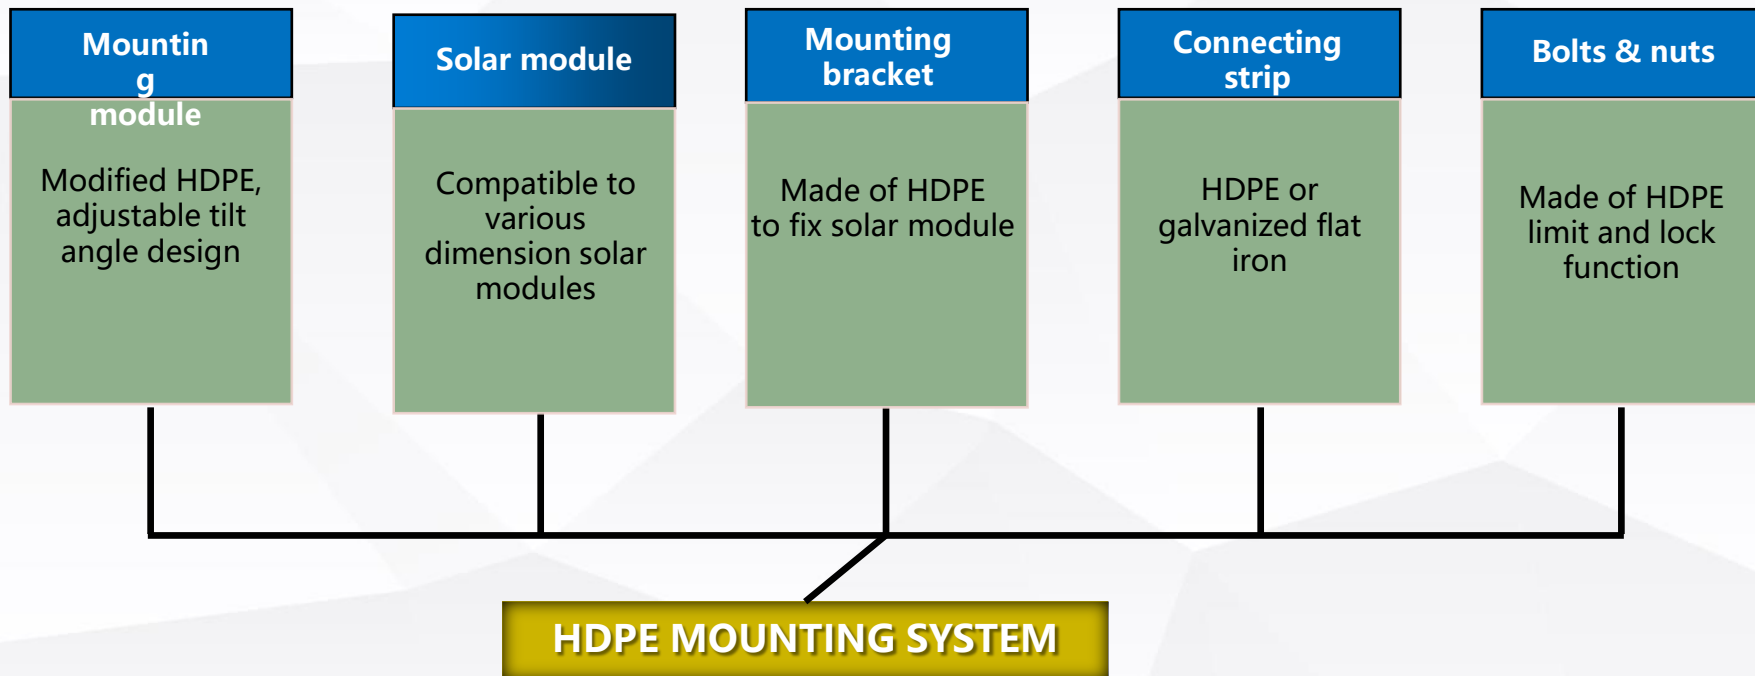 Mountin
g
module
Modified HDPE,
adjustable tilt
angle design
Solar module
Compatible to
various
dimension solar
modules
Mounting
bracket
Made of HDPE
to fix solar module
Connecting
strip
HDPE or
galvanized flat
iron
Bolts & nuts
Made of HDPE
limit and lock
function
HDPE MOUNTING SYSTEM